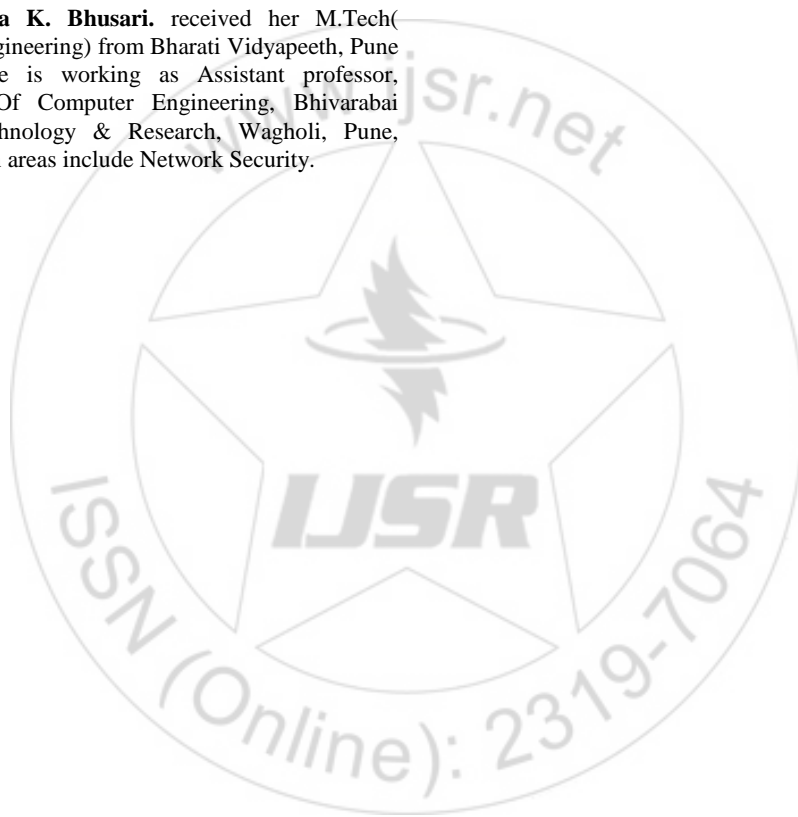 a K. Bhusari. received her M.Tech(
gineering) from Bharati Vidyapeeth, Pune
e is working as Assistant professor,
Of Computer Engineering, Bhivarabai
hnology & Research, Wagholi, Pune,
areas include Network Security.
www.ijsr.net
IJSR
ISSN (Online): 2319-7064